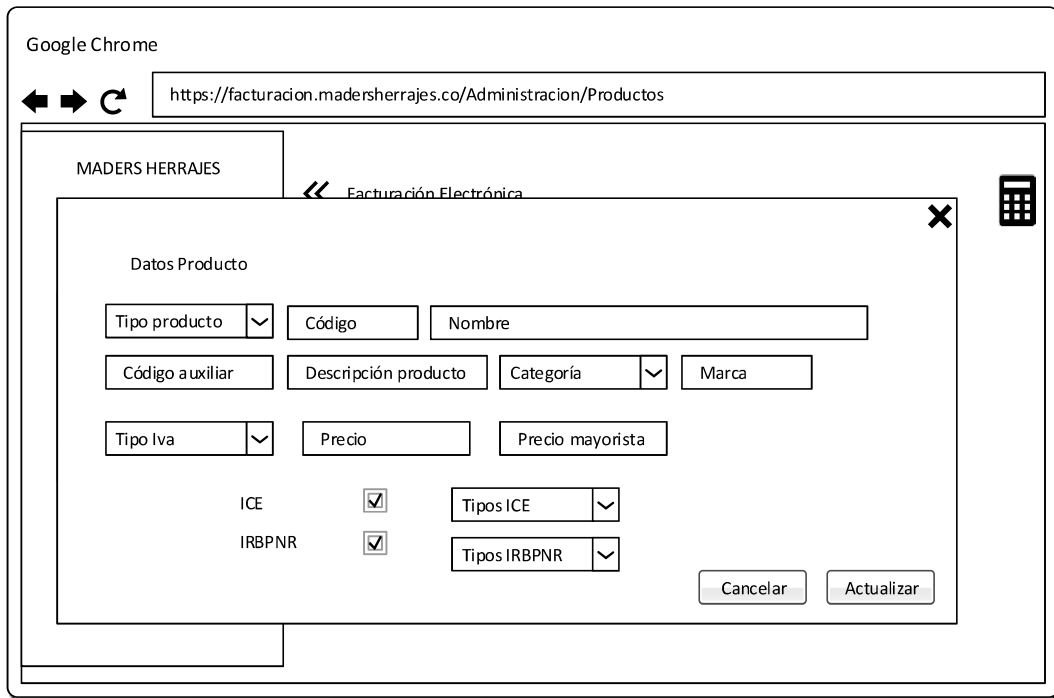 Google Chrome
https://facturacion.madersherrajes.co/Administracion/Productos
MADERS HERRAJES
Facturación Electrónica
Datos Producto
Tipo producto Código Nombre
Código auxiliar Descripción producto Categoría Marca
Tipo Iva Precio Precio mayorista
ICE Tipos ICE
IRBPNR Tipos IRBPNR
Cancelar Actualizar